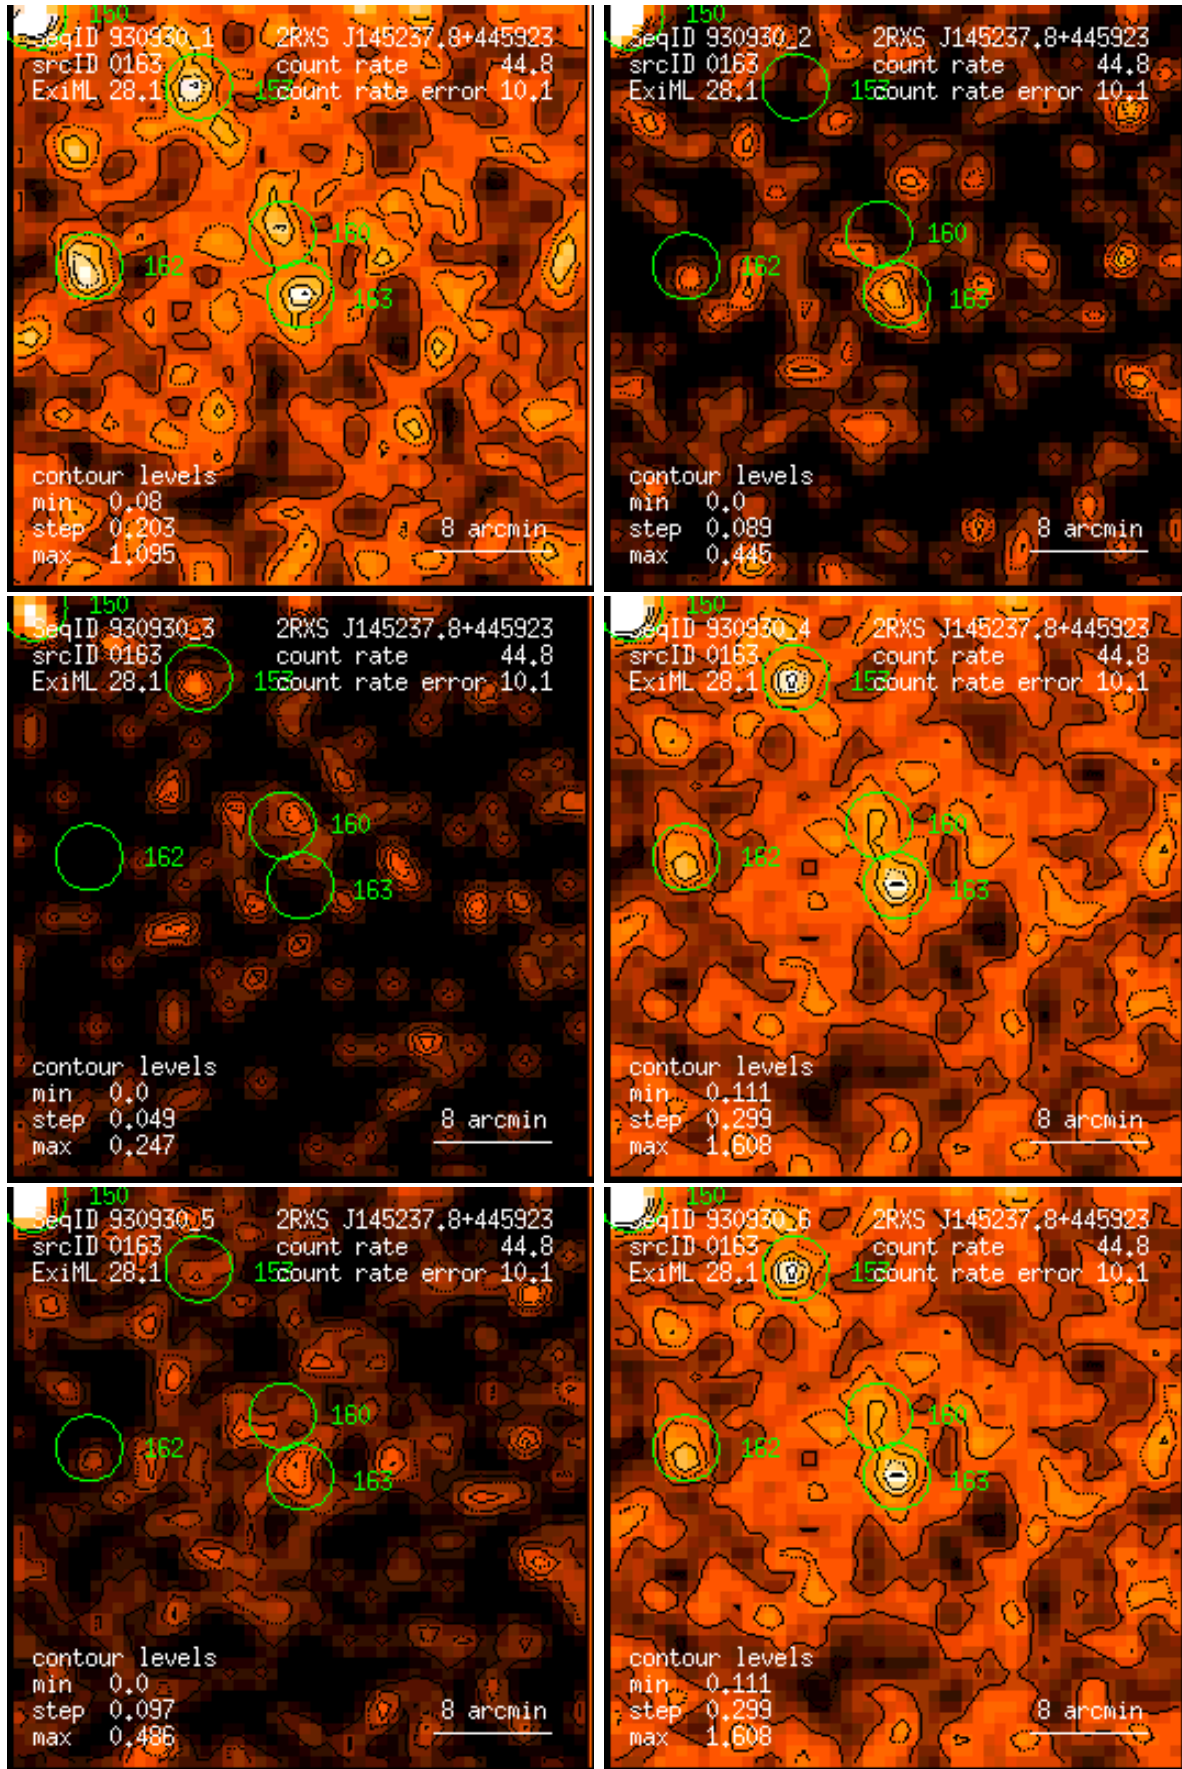 150
SeqID 930930_1 2RXS J145237.8+445923
srcID 0163 count rate 44.8
ExiML 28.1 153 count rate error 10.1
160
162
163
contour levels
min 0.08
step 0.203 8 arcmin
max 1.095
SeqID 930930_2 2RXS J145237.8+445923
srcID 0163 count rate 44.8
ExiML 28.1 153 count rate error 10.1
160
162
163
contour levels
min 0.0
step 0.089 8 arcmin
max 0.445
150
SeqID 930930_3 2RXS J145237.8+445923
srcID 0163 count rate 44.8
ExiML 28.1 153 count rate error 10.1
160
162
163
contour levels
min 0.0
step 0.049 8 arcmin
max 0.247
150
SeqID 930930_4 2RXS J145237.8+445923
srcID 0163 count rate 44.8
ExiML 28.1 153 count rate error 10.1
160
162
163
contour levels
min 0.111
step 0.299 8 arcmin
max 1.608
150
SeqID 930930_5 2RXS J145237.8+445923
srcID 0163 count rate 44.8
ExiML 28.1 153 count rate error 10.1
160
162
163
contour levels
min 0.0
step 0.097 8 arcmin
max 0.486
150
SeqID 930930_6 2RXS J145237.8+445923
srcID 0163 count rate 44.8
ExiML 28.1 153 count rate error 10.1
160
162
163
contour levels
min 0.111
step 0.299 8 arcmin
max 1.608